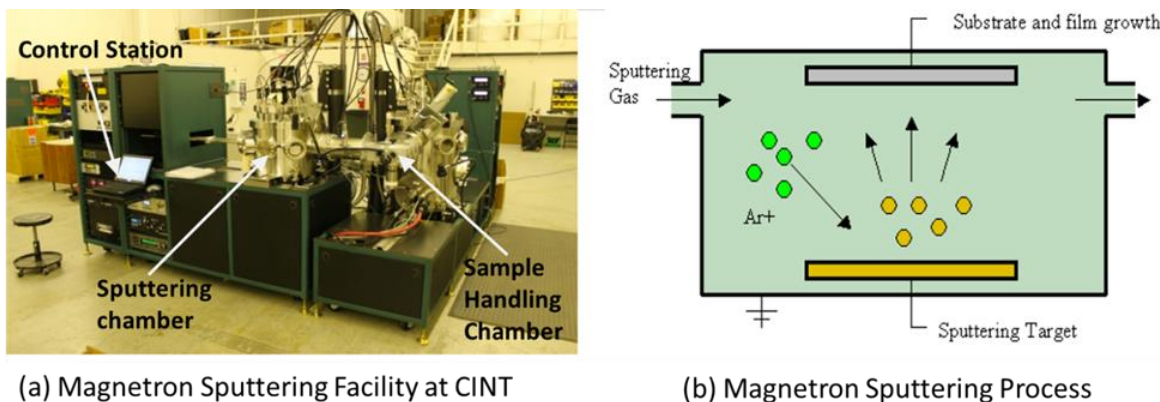 Control Station
Sputtering
chamber
Sample
Handling
Chamber
(a) Magnetron Sputtering Facility at CINT
Substrate and film growth
Sputtering
Gas
Ar+
Sputtering Target
(b) Magnetron Sputtering Process